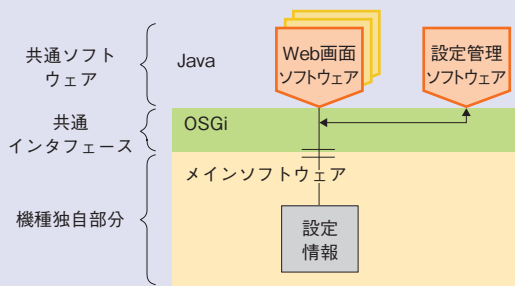 共通ソフト
ウェア
Java
Web画面
ソフトウェア
設定管理
ソフトウェア
共通
インタフェース
OSGi
機種独自部分
メインソフトウェア
設定
情報